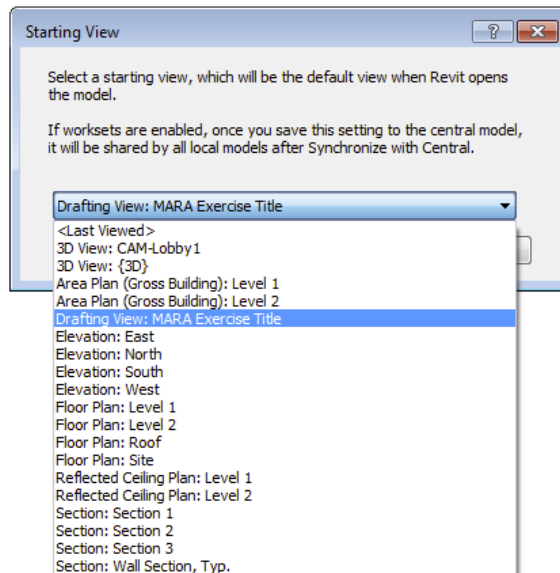 Starting View
Select a starting view, which will be the default view when Revit opens
the model.
If worksets are enabled, once you save this setting to the central model,
it will be shared by all local models after Synchronize with Central.
Drafting View: MARA Exercise Title
<Last Viewed>
3D View: CAM-Lobby1
3D View: {3D}
Area Plan (Gross Building): Level 1
Area Plan (Gross Building): Level 2
Drafting View: MARA Exercise Title
Elevation: East
Elevation: North
Elevation: South
Elevation: West
Floor Plan: Level 1
Floor Plan: Level 2
Floor Plan: Roof
Floor Plan: Site
Reflected Ceiling Plan: Level 1
Reflected Ceiling Plan: Level 2
Section: Section 1
Section: Section 2
Section: Section 3
Section: Wall Section, Typ.